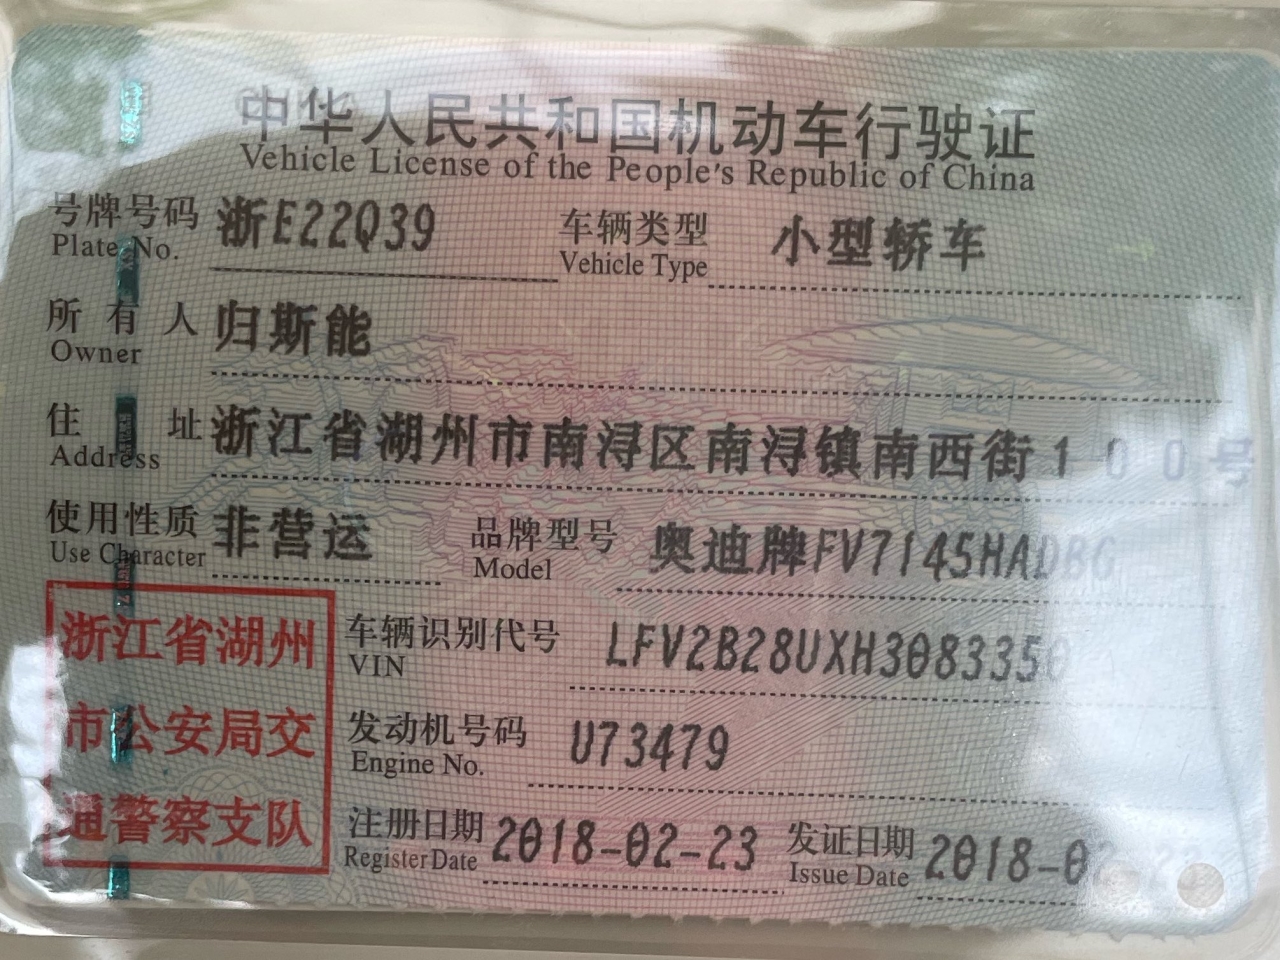 中华人民共和国机动车行驶证
Vehicle License of the People's Republic of China
号牌号码 浙E22Q39 车辆类型 小型轿车
Plate No. Vehicle Type
所有人 归斯能
Owner
住址 浙江省湖州市南浔区南浔镇南西街100号
Address
使用性质 非营运 品牌型号 奥迪牌FV7145HADBG
Use Character Model
浙江省湖州
市公安局交
通警察支队
车辆识别代号 LFV2B28UXH3083350
VIN
发动机号码 U73479
Engine No.
注册日期 2018-02-23 发证日期 2018-02-23
Register Date Issue Date